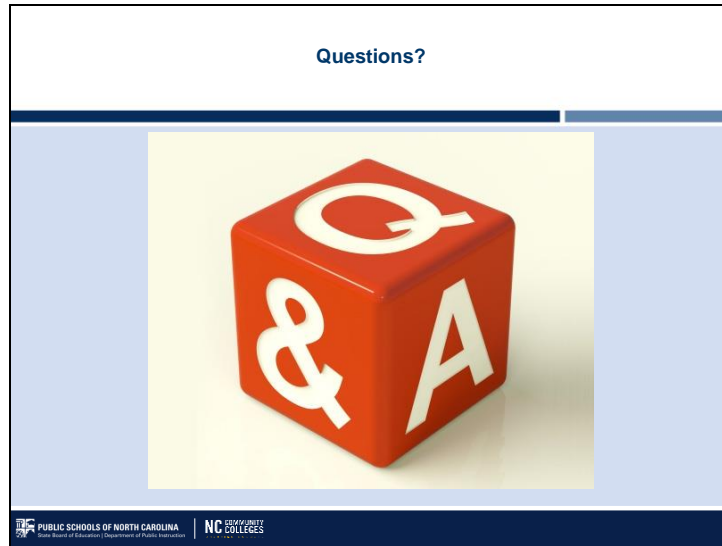 Questions?
Q
& A
PUBLIC SCHOOLS OF NORTH CAROLINA
State Board of Education | Department of Public Instruction
NC COMMUNITY
COLLEGES